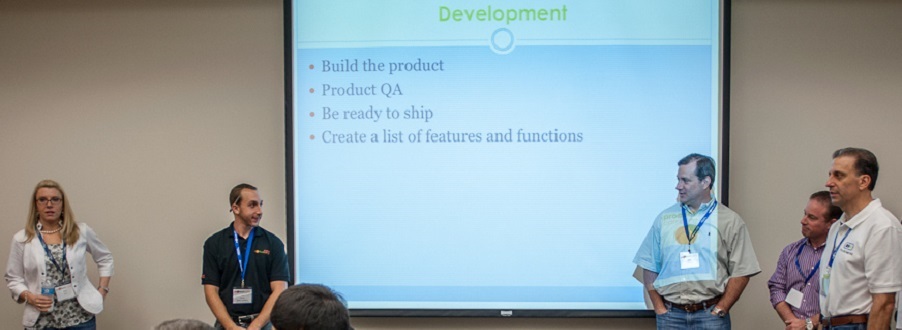 Development
• Build the product
• Product QA
• Be ready to ship
• Create a list of features and functions